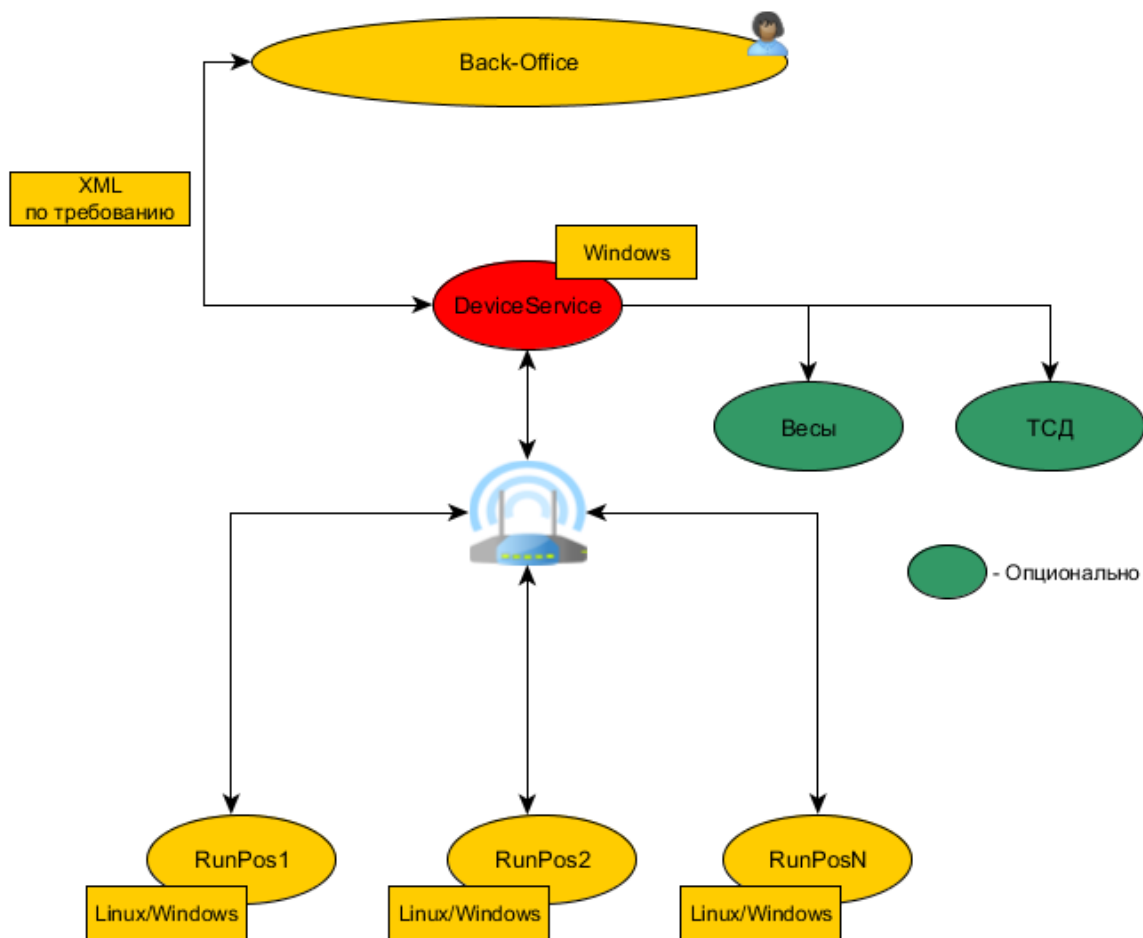 Back-Office
XML
по требованию
Windows
DeviceService
Весы
ТСД
- Опционально
RunPos1
RunPos2
RunPosN
Linux/Windows
Linux/Windows
Linux/Windows